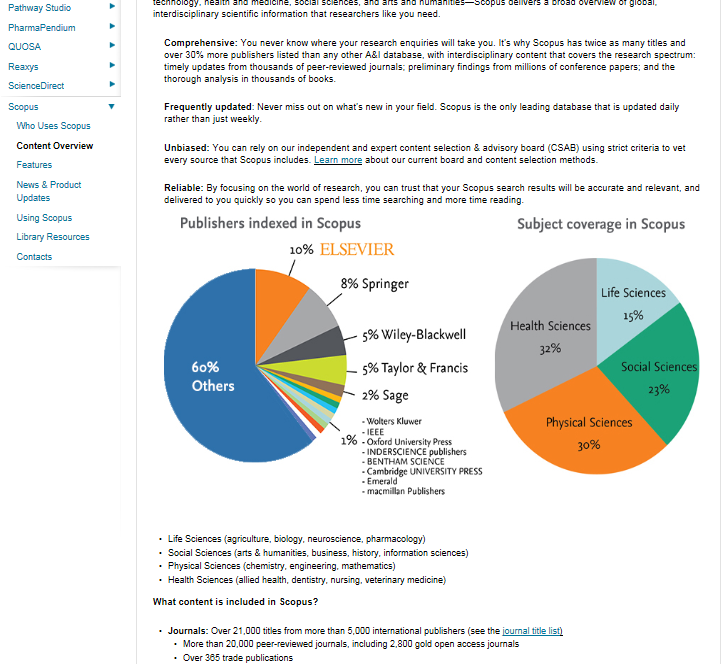 Pathway Studio
PharmaPendium
QUOSA
Reaxys
ScienceDirect
Scopus
Who Uses Scopus
Content Overview
Features
News & Product
Updates
Using Scopus
Library Resources
Contacts
technology, health and medicine, social sciences, and arts and humanities—Scopus delivers a broad overview of global,
interdisciplinary scientific information that researchers like you need.
Comprehensive: You never know where your research enquiries will take you. It's why Scopus has twice as many titles and
over 30% more publishers listed than any other A&I database, with interdisciplinary content that covers the research spectrum:
timely updates from thousands of peer-reviewed journals; preliminary findings from millions of conference papers; and the
thorough analysis in thousands of books.
Frequently updated: Never miss out on what's new in your field. Scopus is the only leading database that is updated daily
rather than just weekly.
Unbiased: You can rely on our independent and expert content selection & advisory board (CSAB) using strict criteria to vet
every source that Scopus includes. Learn more about our current board and content selection methods.
Reliable: By focusing on the world of research, you can trust that your Scopus search results will be accurate and relevant, and
delivered to you quickly so you can spend less time searching and more time reading.
Publishers indexed in Scopus
10% ELSEVIER
8% Springer
5% Wiley-Blackwell
5% Taylor & Francis
2% Sage
1%
- Wolters Kluwer
- IEEE
- Oxford University Press
- INDERSCIENCE publishers
- BENTHAM SCIENCE
- Cambridge UNIVERSITY PRESS
- Emerald
- macmillan Publishers
60%
Others
Subject coverage in Scopus
Life Sciences
15%
Social Sciences
23%
Physical Sciences
30%
Health Sciences
32%
• Life Sciences (agriculture, biology, neuroscience, pharmacology)
• Social Sciences (arts & humanities, business, history, information sciences)
• Physical Sciences (chemistry, engineering, mathematics)
• Health Sciences (allied health, dentistry, nursing, veterinary medicine)
What content is included in Scopus?
• Journals: Over 21,000 titles from more than 5,000 international publishers (see the journal title list)
• More than 20,000 peer-reviewed journals, including 2,800 gold open access journals
• Over 365 trade publications